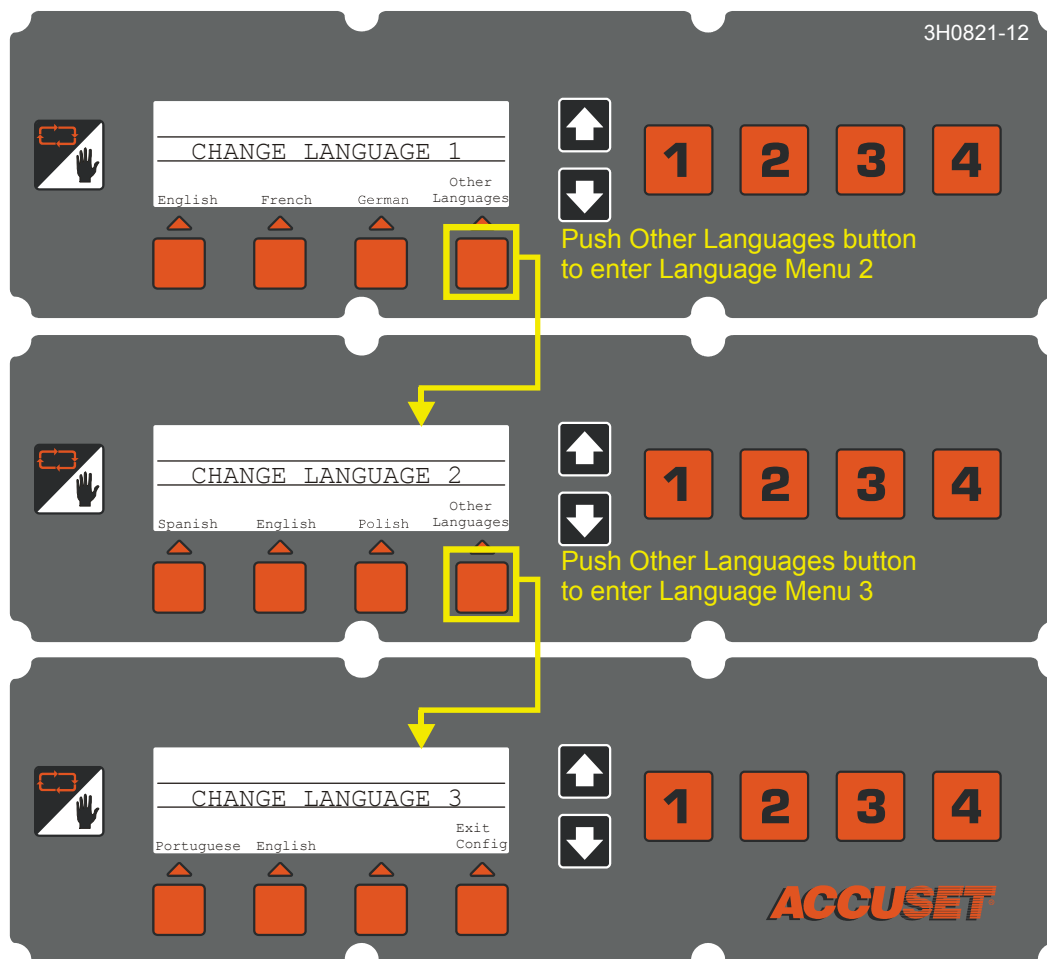 3H0821-12
CHANGE LANGUAGE 1
English French German Other Languages
1 2 3 4
Push Other Languages button
to enter Language Menu 2
CHANGE LANGUAGE 2
Spanish English Polish Other Languages
1 2 3 4
Push Other Languages button
to enter Language Menu 3
CHANGE LANGUAGE 3
Portuguese English Exit Config
1 2 3 4
ACCUSET